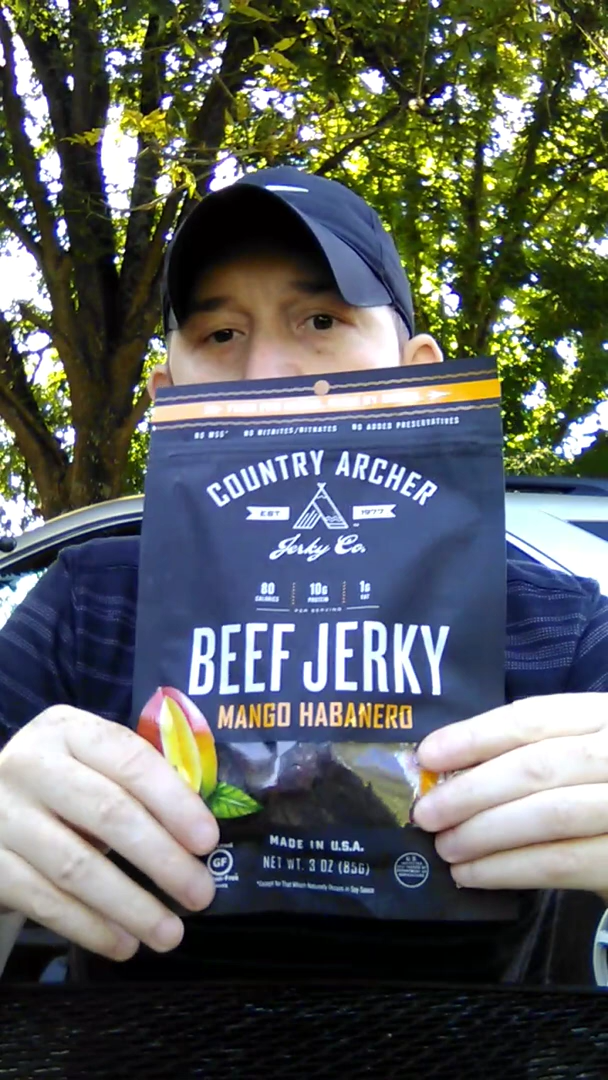 NO MSG* NO NITRITES/NITRATES NO ADDED PRESERVATIVES
COUNTRY ARCHER
EST 1977
Jerky Co.
80 10g 1g
CALORIES PROTEIN FAT
PER SERVING
BEEF JERKY
MANGO HABANERO
MADE IN U.S.A.
NET WT. 3 OZ (85G)
GF
*Except for That Which Naturally Occurs in Soy Sauce